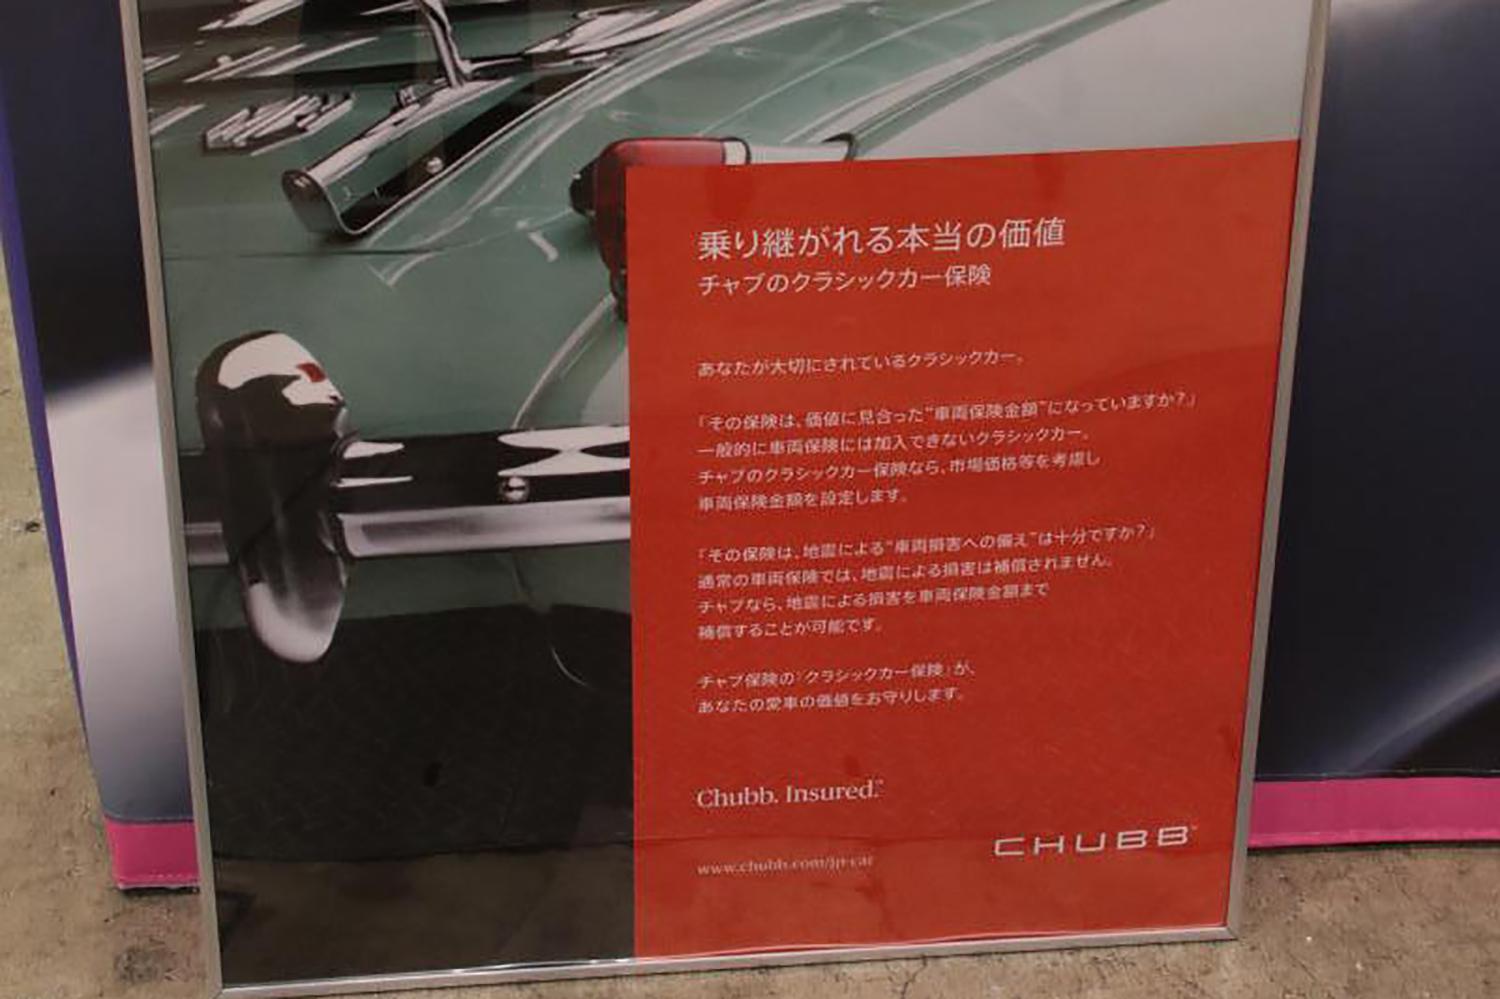 乗り継がれる本当の価値
チャブのクラシックカー保険
あなたが大切にされているクラシックカー。
「その保険は、価値に見合った“車両保険金額”になっていますか？」
一般的に車両保険には加入できないクラシックカー。
チャブのクラシックカー保険なら、市場価格等を考慮し
車両保険金額を設定します。
「その保険は、地震による“車両損害への備え”は十分ですか？」
通常の車両保険では、地震による損害は補償されません。
チャブなら、地震による損害を車両保険金額まで
補償することが可能です。
チャブ保険の「クラシックカー保険」が、
あなたの愛車の価値をお守りします。
Chubb. Insured.™
CHUBB™
www.chubb.com/jp-car